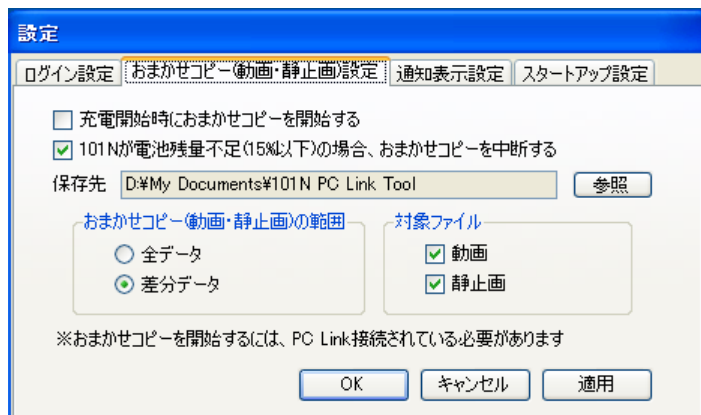 設定
ログイン設定 おまかせコピー(動画・静止画)設定 通知表示設定 スタートアップ設定
充電開始時におまかせコピーを開始する
101Nが電池残量不足(15%以下)の場合、おまかせコピーを中断する
保存先 D:¥My Documents¥101N PC Link Tool 参照
おまかせコピー(動画・静止画)の範囲 対象ファイル
全データ 動画
差分データ 静止画
※おまかせコピーを開始するには、PC Link接続されている必要があります
OK キャンセル 適用